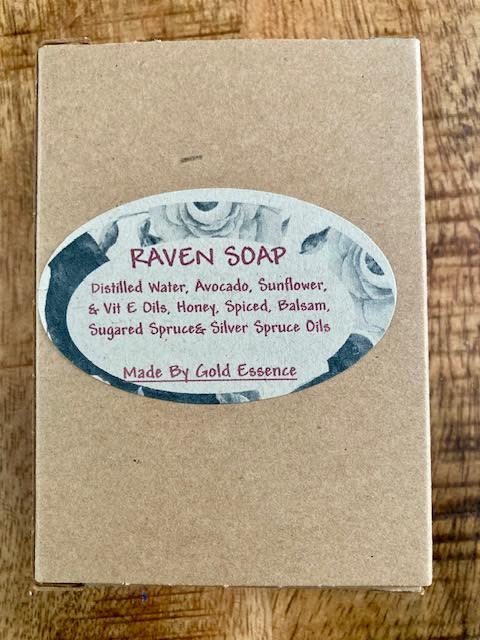 RAVEN SOAP
Distilled Water, Avocado, Sunflower,
& Vit E Oils, Honey, Spiced, Balsam,
Sugared Spruce& Silver Spruce Oils
Made By Gold Essence